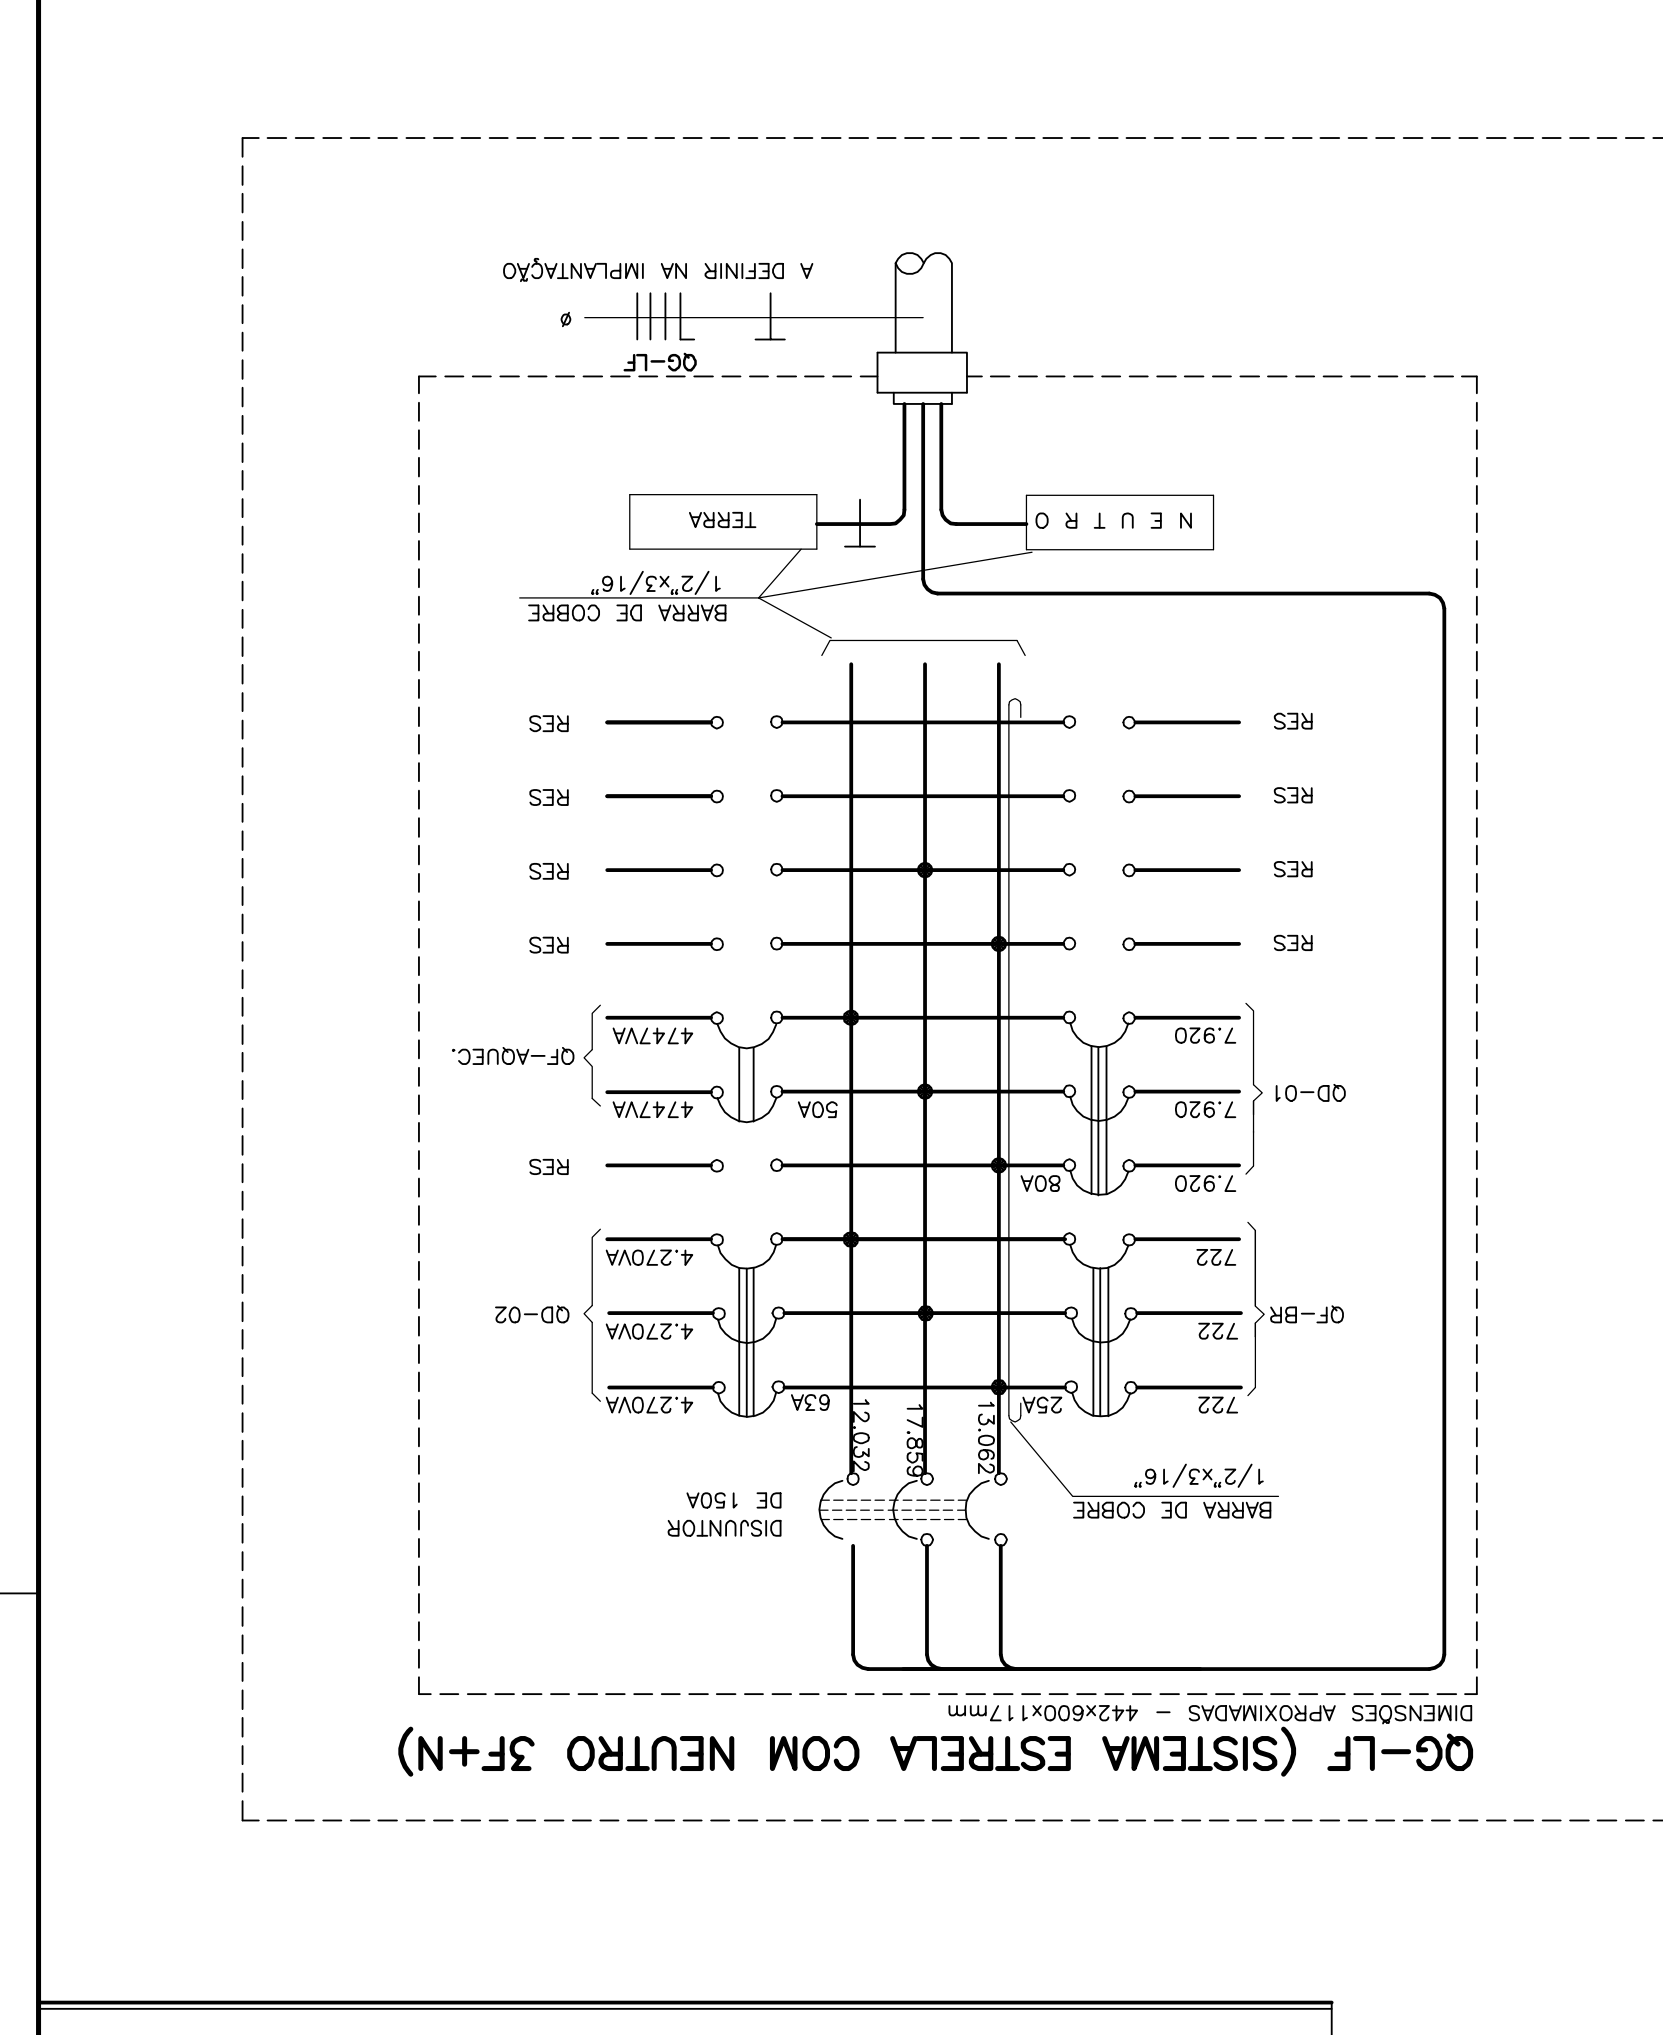 QG-LF (SISTEMA ESTRELA COM NEUTRO 3F+N)
DIMENSÕES APROXIMADAS - 442x600x117mm
DISJUNTOR
DE 150A
BARRA DE COBRE
1/2"x3/16"
13.062
17.859
12.032
QF-BR
722
722
722
25A
63A
4.270VA
4.270VA
4.270VA
QD-02
QD-01
7.920
7.920
7.920
80A
RES
50A
4747VA
4747VA
QF-AQUEC.
RES
RES
RES
RES
RES
RES
RES
RES
BARRA DE COBRE
1/2"x3/16"
NEUTRO
TERRA
QG-LF
ø
A DEFINIR NA IMPLANTAÇÃO